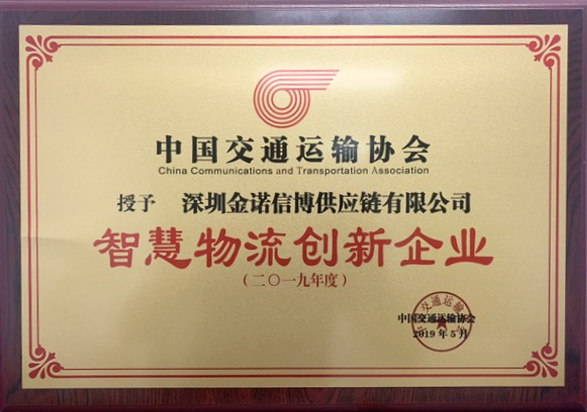 中国交通运输协会
China Communications and Transportation Association
授予 深圳金诺信博供应链有限公司
智慧物流创新企业
(二〇一九年度)
中国交通运输协会
2019年5月